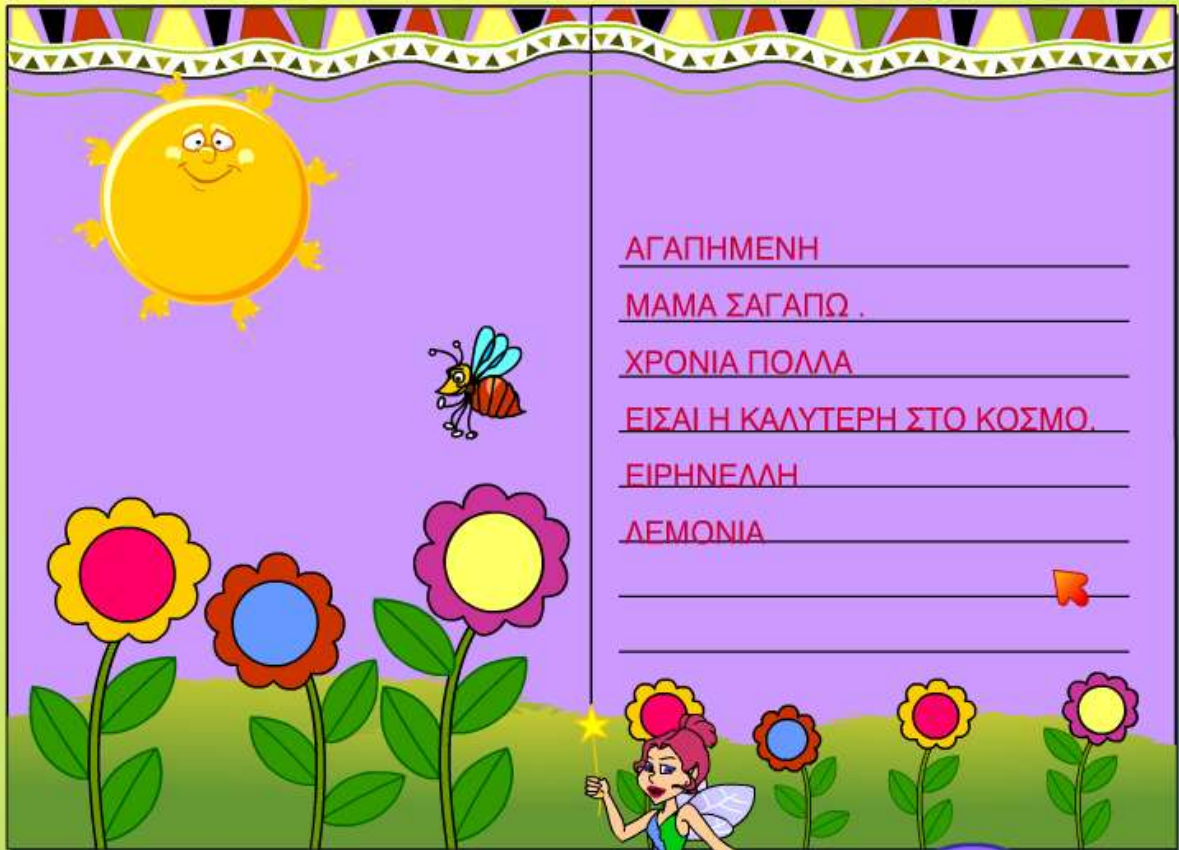 ΑΓΑΠΗΜΕΝΗ
ΜΑΜΑ ΣΑΓΑΠΩ .
ΧΡΟΝΙΑ ΠΟΛΛΑ
ΕΙΣΑΙ Η ΚΑΛΥΤΕΡΗ ΣΤΟ ΚΟΣΜΟ.
ΕΙΡΗΝΕΛΛΗ
ΛΕΜΟΝΙΑ